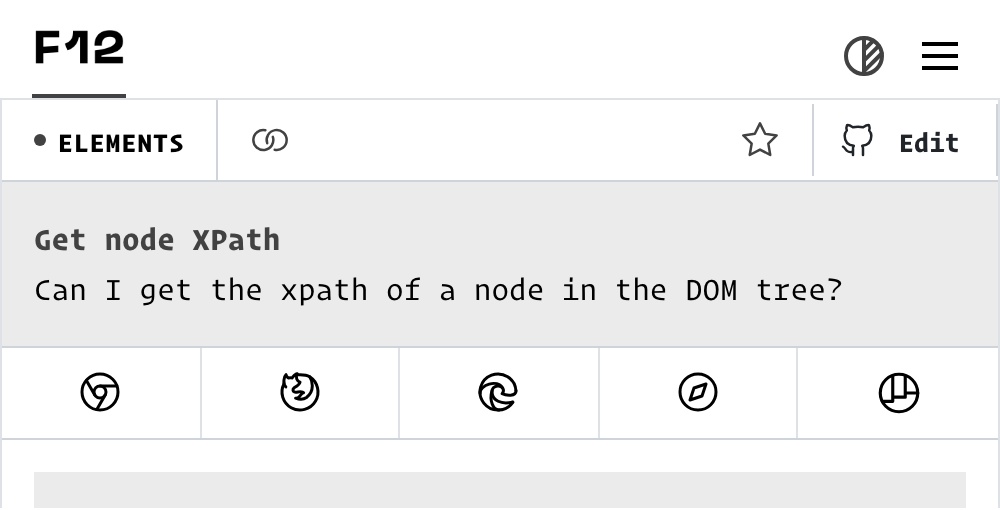 F12
ELEMENTS
Edit
Get node XPath
Can I get the xpath of a node in the DOM tree?